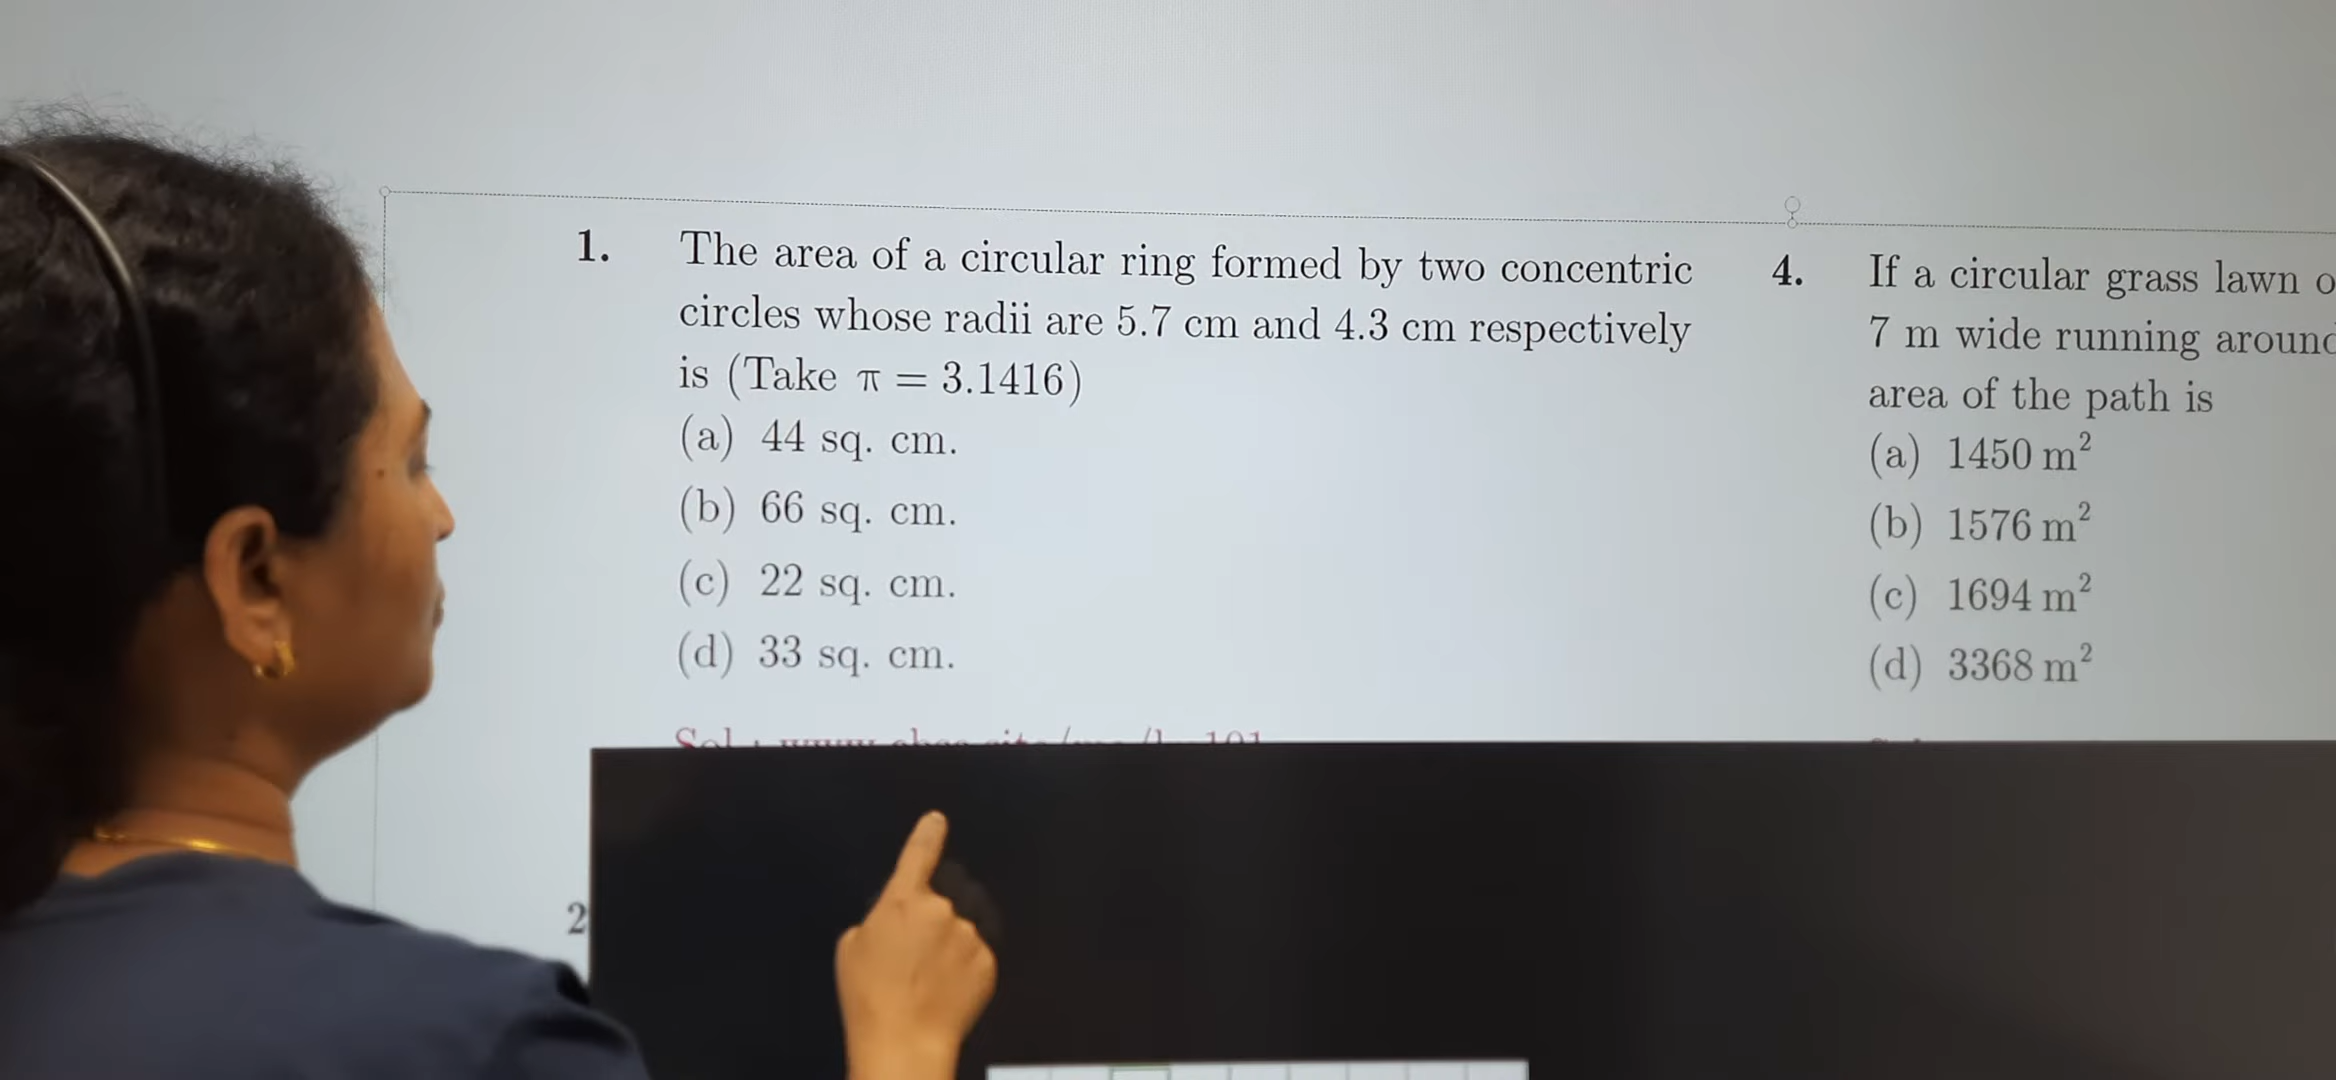 1. The area of a circular ring formed by two concentric
circles whose radii are 5.7 cm and 4.3 cm respectively
is (Take π = 3.1416)
(a) 44 sq. cm.
(b) 66 sq. cm.
(c) 22 sq. cm.
(d) 33 sq. cm.
2
4. If a circular grass lawn
7 m wide running around
area of the path is
(a) 1450 m²
(b) 1576 m²
(c) 1694 m²
(d) 3368 m²